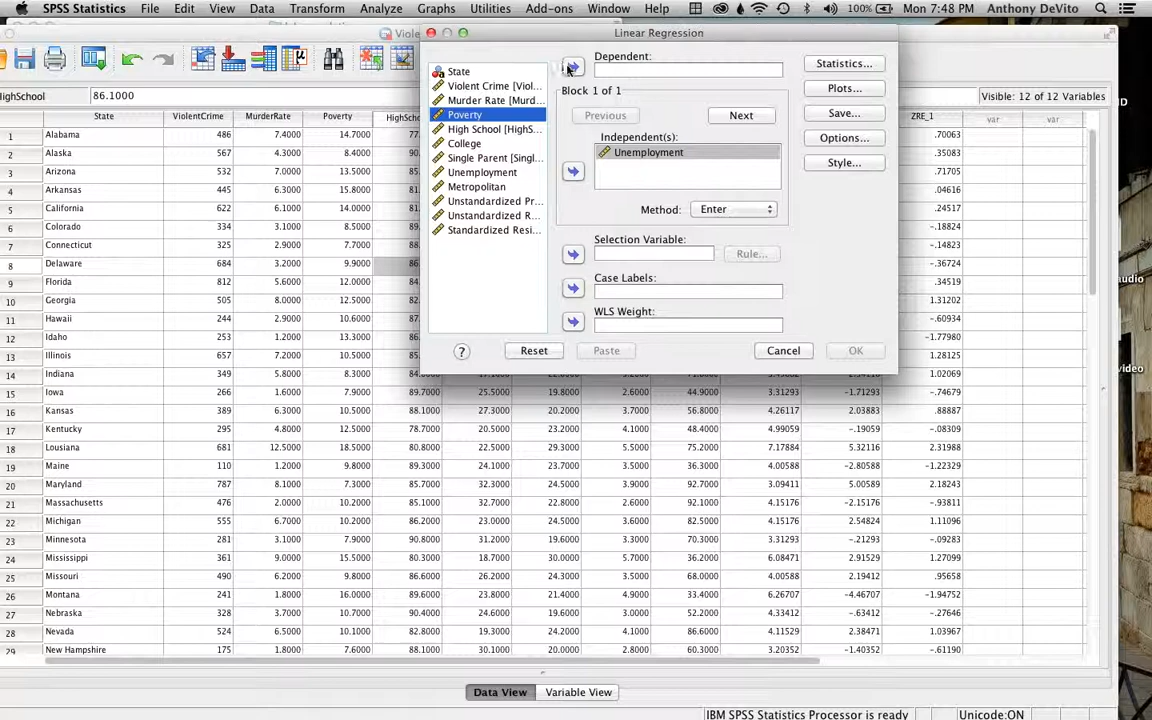 SPSS Statistics File Edit View Data Transform Analyze Graphs Utilities Add-ons Window Help 100% Mon 7:48 PM Anthony DeVito
Linear Regression
State
Violent Crime [Viol...
Murder Rate [Murd...
Poverty
High School [HighS...
College
Single Parent [Singl...
Unemployment
Metropolitan
Unstandardized Pr...
Unstandardized R...
Standardized Resi...
Dependent:
Block 1 of 1
Previous Next
Independent(s):
Unemployment
Method: Enter
Selection Variable:
Rule...
Case Labels:
WLS Weight:
? Reset Paste Cancel OK
Statistics...
Plots...
Save...
Options...
Style...
HighSchool 86.1000 Visible: 12 of 12 Variables
State ViolentCrime MurderRate Poverty ZRE_1 var var
1 Alabama 486 7.4000 14.7000 77. .70063
2 Alaska 567 4.3000 8.4000 90. .35083
3 Arizona 532 7.0000 13.5000 .71705
4 Arkansas 445 6.3000 15.8000 81. .04616
5 California 622 6.1000 14.0000 81. .24517
6 Colorado 334 3.1000 8.5000 -.18824
7 Connecticut 325 2.9000 7.7000 88. -.14823
8 Delaware 684 3.2000 9.9000 86. -.36724
9 Florida 812 5.6000 12.0000 84. .34519
10 Georgia 505 8.0000 12.5000 1.31202
11 Hawaii 244 2.9000 10.6000 -.60934
12 Idaho 253 1.2000 13.3000 86. -1.77980
13 Illinois 657 7.2000 10.5000 85. 1.28125
14 Indiana 349 5.8000 8.3000 1.02069
15 Iowa 266 1.6000 7.9000 89.7000 25.5000 19.8000 2.6000 44.9000 3.31293 -1.71293 -.74679
16 Kansas 389 6.3000 10.5000 88.1000 27.3000 20.2000 3.7000 56.8000 4.26117 2.03883 .88887
17 Kentucky 295 4.8000 12.5000 78.7000 20.5000 23.2000 4.1000 48.4000 4.99059 -.19059 -.08309
18 Lousiana 681 12.5000 18.5000 80.8000 22.5000 29.3000 5.5000 75.2000 7.17884 5.32116 2.31988
19 Maine 110 1.2000 9.8000 89.3000 24.1000 23.7000 3.5000 36.3000 4.00588 -2.80588 -1.22329
20 Maryland 787 8.1000 7.3000 85.7000 32.3000 24.5000 3.9000 92.7000 3.09411 5.00589 2.18243
21 Massachusetts 476 2.0000 10.2000 85.1000 32.7000 22.8000 2.6000 92.1000 4.15176 -2.15176 -.93811
22 Michigan 555 6.7000 10.2000 86.2000 23.0000 24.5000 3.6000 82.5000 4.15176 2.54824 1.11096
23 Minnesota 281 3.1000 7.9000 90.8000 31.2000 19.6000 3.3000 70.3000 3.31293 -.21293 -.09283
24 Mississippi 361 9.0000 15.5000 80.3000 18.7000 30.0000 5.7000 36.2000 6.08471 2.91529 1.27099
25 Missouri 490 6.2000 9.8000 86.6000 26.2000 24.3000 3.5000 68.0000 4.00588 2.19412 .95658
26 Montana 241 1.8000 16.0000 89.6000 23.8000 21.4000 4.9000 33.4000 6.26707 -4.46707 -1.94752
27 Nebraska 328 3.7000 10.7000 90.4000 24.6000 19.6000 3.0000 52.2000 4.33412 -.63412 -.27646
28 Nevada 524 6.5000 10.1000 82.8000 19.3000 24.2000 4.1000 86.6000 4.11529 2.38471 1.03967
29 New Hampshire 175 1.8000 7.6000 88.1000 30.1000 20.0000 2.8000 60.3000 3.20352 -1.40352 -.61190
Data View Variable View
IBM SPSS Statistics Processor is ready Unicode:ON
audio
video